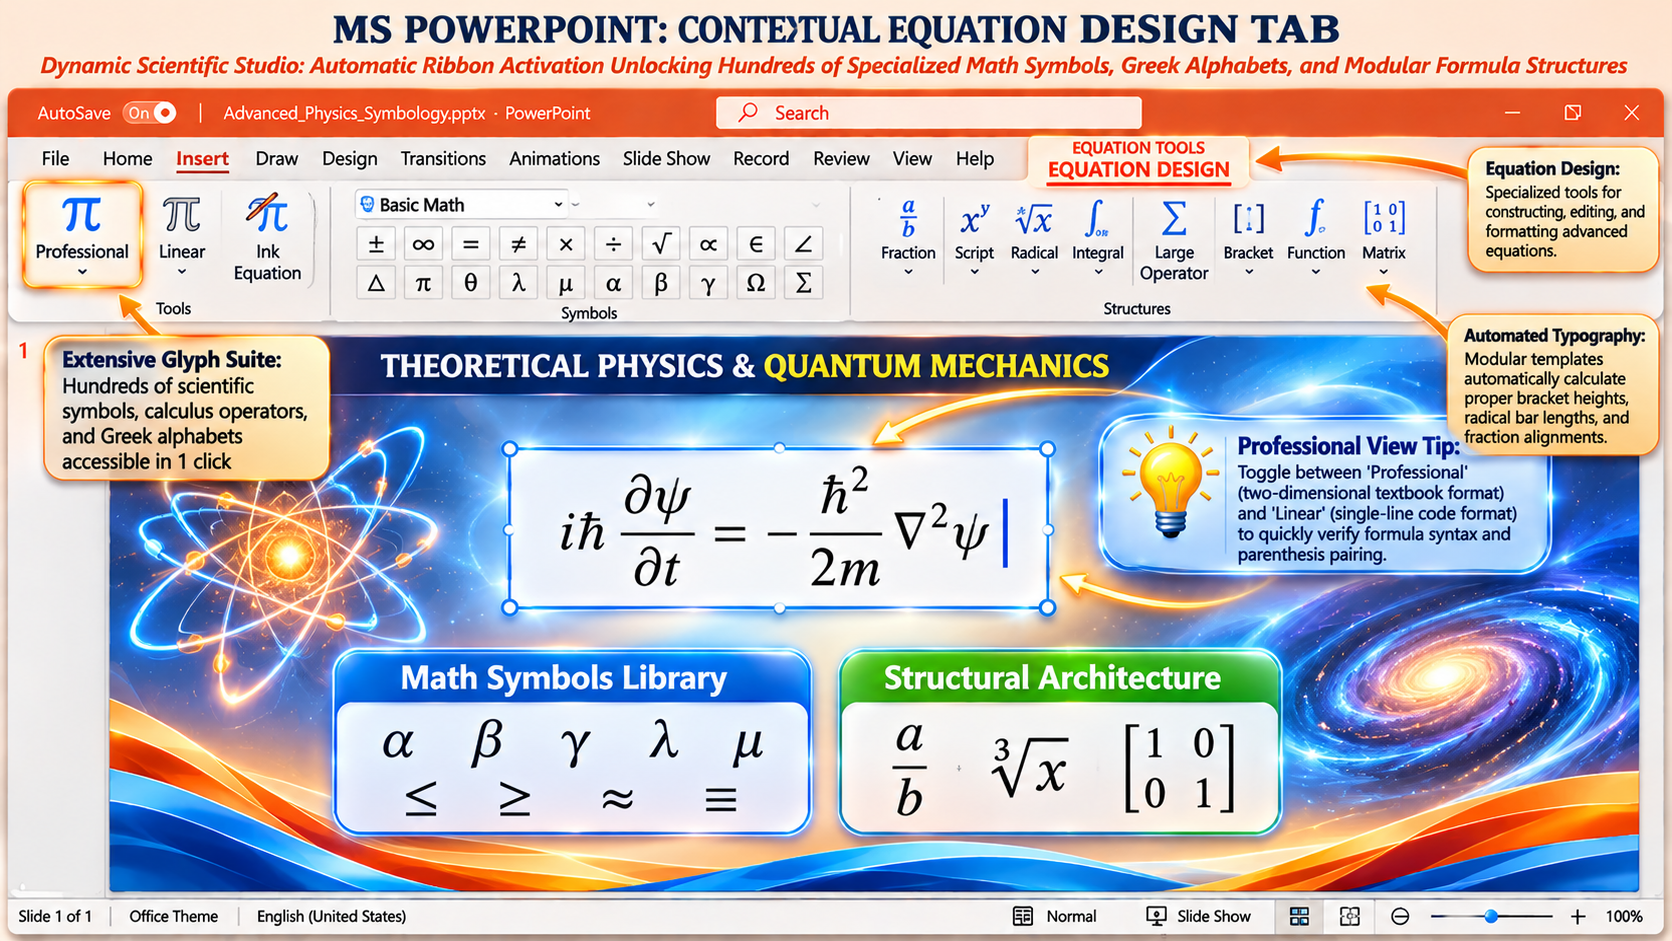 MS POWERPOINT: CONTEXTUAL EQUATION DESIGN TAB
Dynamic Scientific Studio: Automatic Ribbon Activation Unlocking Hundreds of Specialized Math Symbols, Greek Alphabets, and Modular Formula Structures
AutoSave On | Advanced_Physics_Symbology.pptx · PowerPoint
Search
File Home Insert Draw Design Transitions Animations Slide Show Record Review View Help
EQUATION TOOLS
EQUATION DESIGN
Equation Design:
Specialized tools for
constructing, editing, and
formatting advanced
equations.
π Professional
π Linear
π Ink
Equation
Tools
Basic Math
± ∞ = ≠ × ÷ √ ∝ ∈ ∠
Δ π θ λ μ α β γ Ω Σ
Symbols
a/b Fraction
xʸ Script
√x Radical
∫ Integral
Σ Large
Operator
[ ] Bracket
f Function
[1 0
0 1] Matrix
Structures
Automated Typography:
Modular templates
automatically calculate
proper bracket heights,
radical bar lengths, and
fraction alignments.
1
Extensive Glyph Suite:
Hundreds of scientific
symbols, calculus operators,
and Greek alphabets
accessible in 1 click
THEORETICAL PHYSICS & QUANTUM MECHANICS
iħ ∂ψ/∂t = − ħ²/2m ∇²ψ
Professional View Tip:
Toggle between 'Professional'
(two-dimensional textbook format)
and 'Linear' (single-line code format)
to quickly verify formula syntax and
parenthesis pairing.
Math Symbols Library
α β γ λ μ
≤ ≥ ≈ ≡
Structural Architecture
a/b ∛x [1 0
0 1]
Slide 1 of 1 Office Theme English (United States) Normal Slide Show 100%